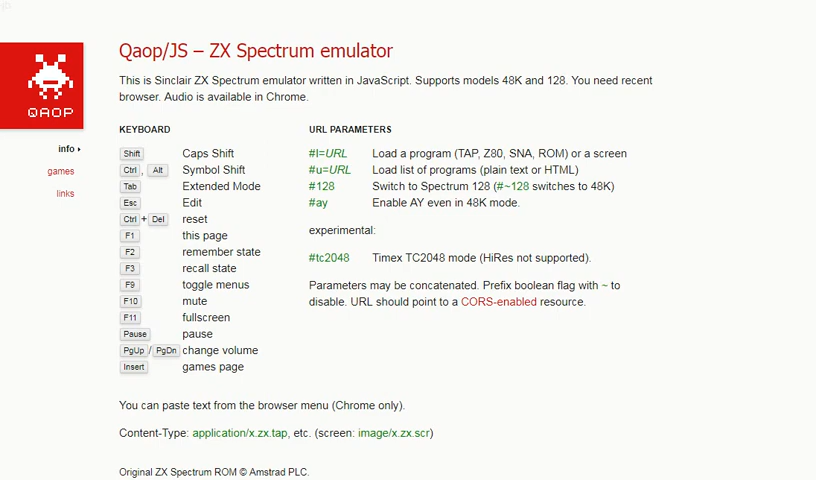 Qaop/JS – ZX Spectrum emulator
This is Sinclair ZX Spectrum emulator written in JavaScript. Supports models 48K and 128. You need recent
browser. Audio is available in Chrome.
QAOP
info
games
links
KEYBOARD
Shift Caps Shift
Ctrl, Alt Symbol Shift
Tab Extended Mode
Esc Edit
Ctrl + Del reset
F1 this page
F2 remember state
F3 recall state
F9 toggle menus
F10 mute
F11 fullscreen
Pause pause
PgUp / PgDn change volume
Insert games page
URL PARAMETERS
#l=URL Load a program (TAP, Z80, SNA, ROM) or a screen
#u=URL Load list of programs (plain text or HTML)
#128 Switch to Spectrum 128 (#~128 switches to 48K)
#ay Enable AY even in 48K mode.
experimental:
#tc2048 Timex TC2048 mode (HiRes not supported).
Parameters may be concatenated. Prefix boolean flag with ~ to
disable. URL should point to a CORS-enabled resource.
You can paste text from the browser menu (Chrome only).
Content-Type: application/x.zx.tap, etc. (screen: image/x.zx.scr)
Original ZX Spectrum ROM © Amstrad PLC.